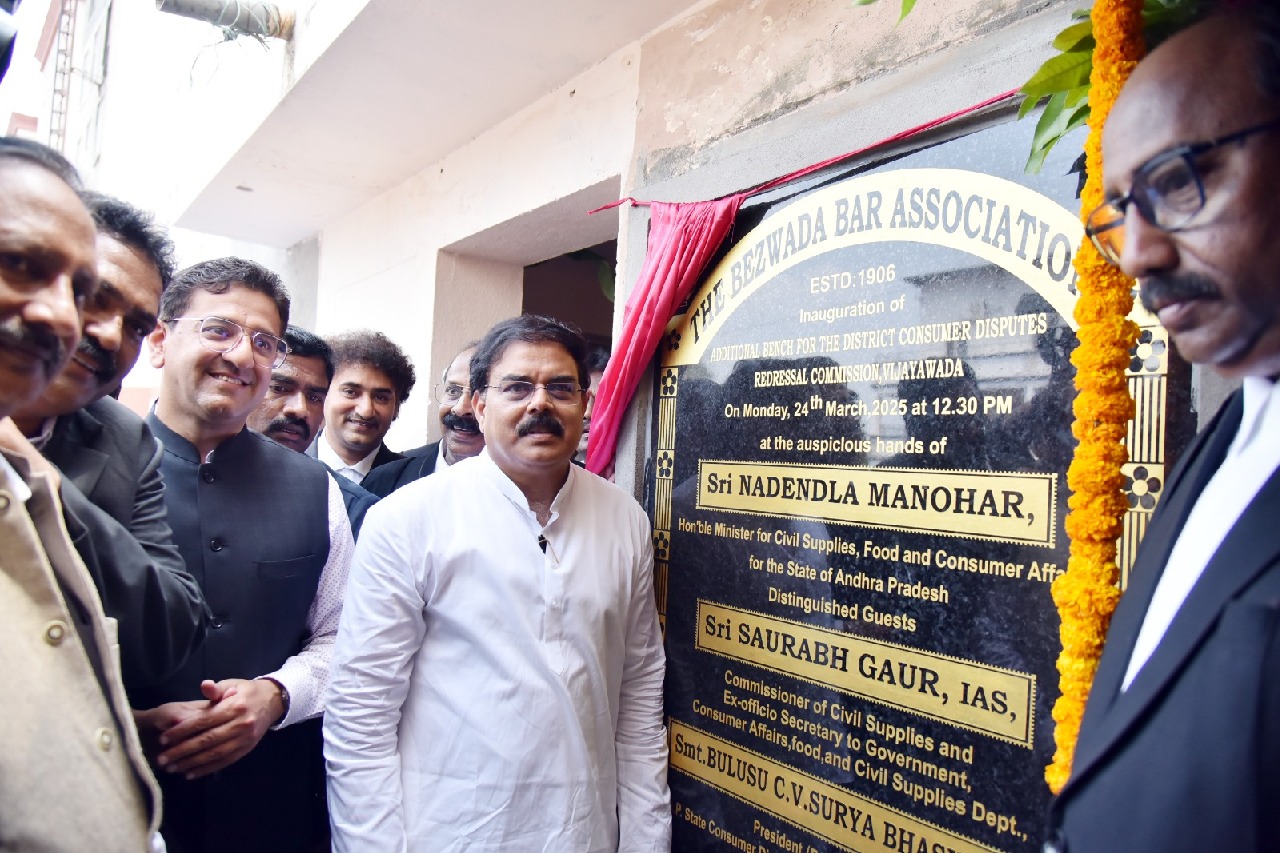 THE BEZWADA BAR ASSOCIATION
ESTD:1906
Inauguration of
ADDITIONAL BENCH FOR THE DISTRICT CONSUMER DISPUTES
REDRESSAL COMMISSION,VIJAYAWADA
On Monday, 24th March,2025 at 12.30 PM
at the auspicious hands of
Sri NADENDLA MANOHAR,
Hon'ble Minister for Civil Supplies, Food and Consumer Affa
for the State of Andhra Pradesh
Distinguished Guests
Sri SAURABH GAUR, IAS,
Commissioner of Civil Supplies and
Ex-officio Secretary to Government,
Consumer Affairs,food,and Civil Supplies Dept.,
Smt.BULUSU C.V.SURYA BHAS
President
P. State Consumer